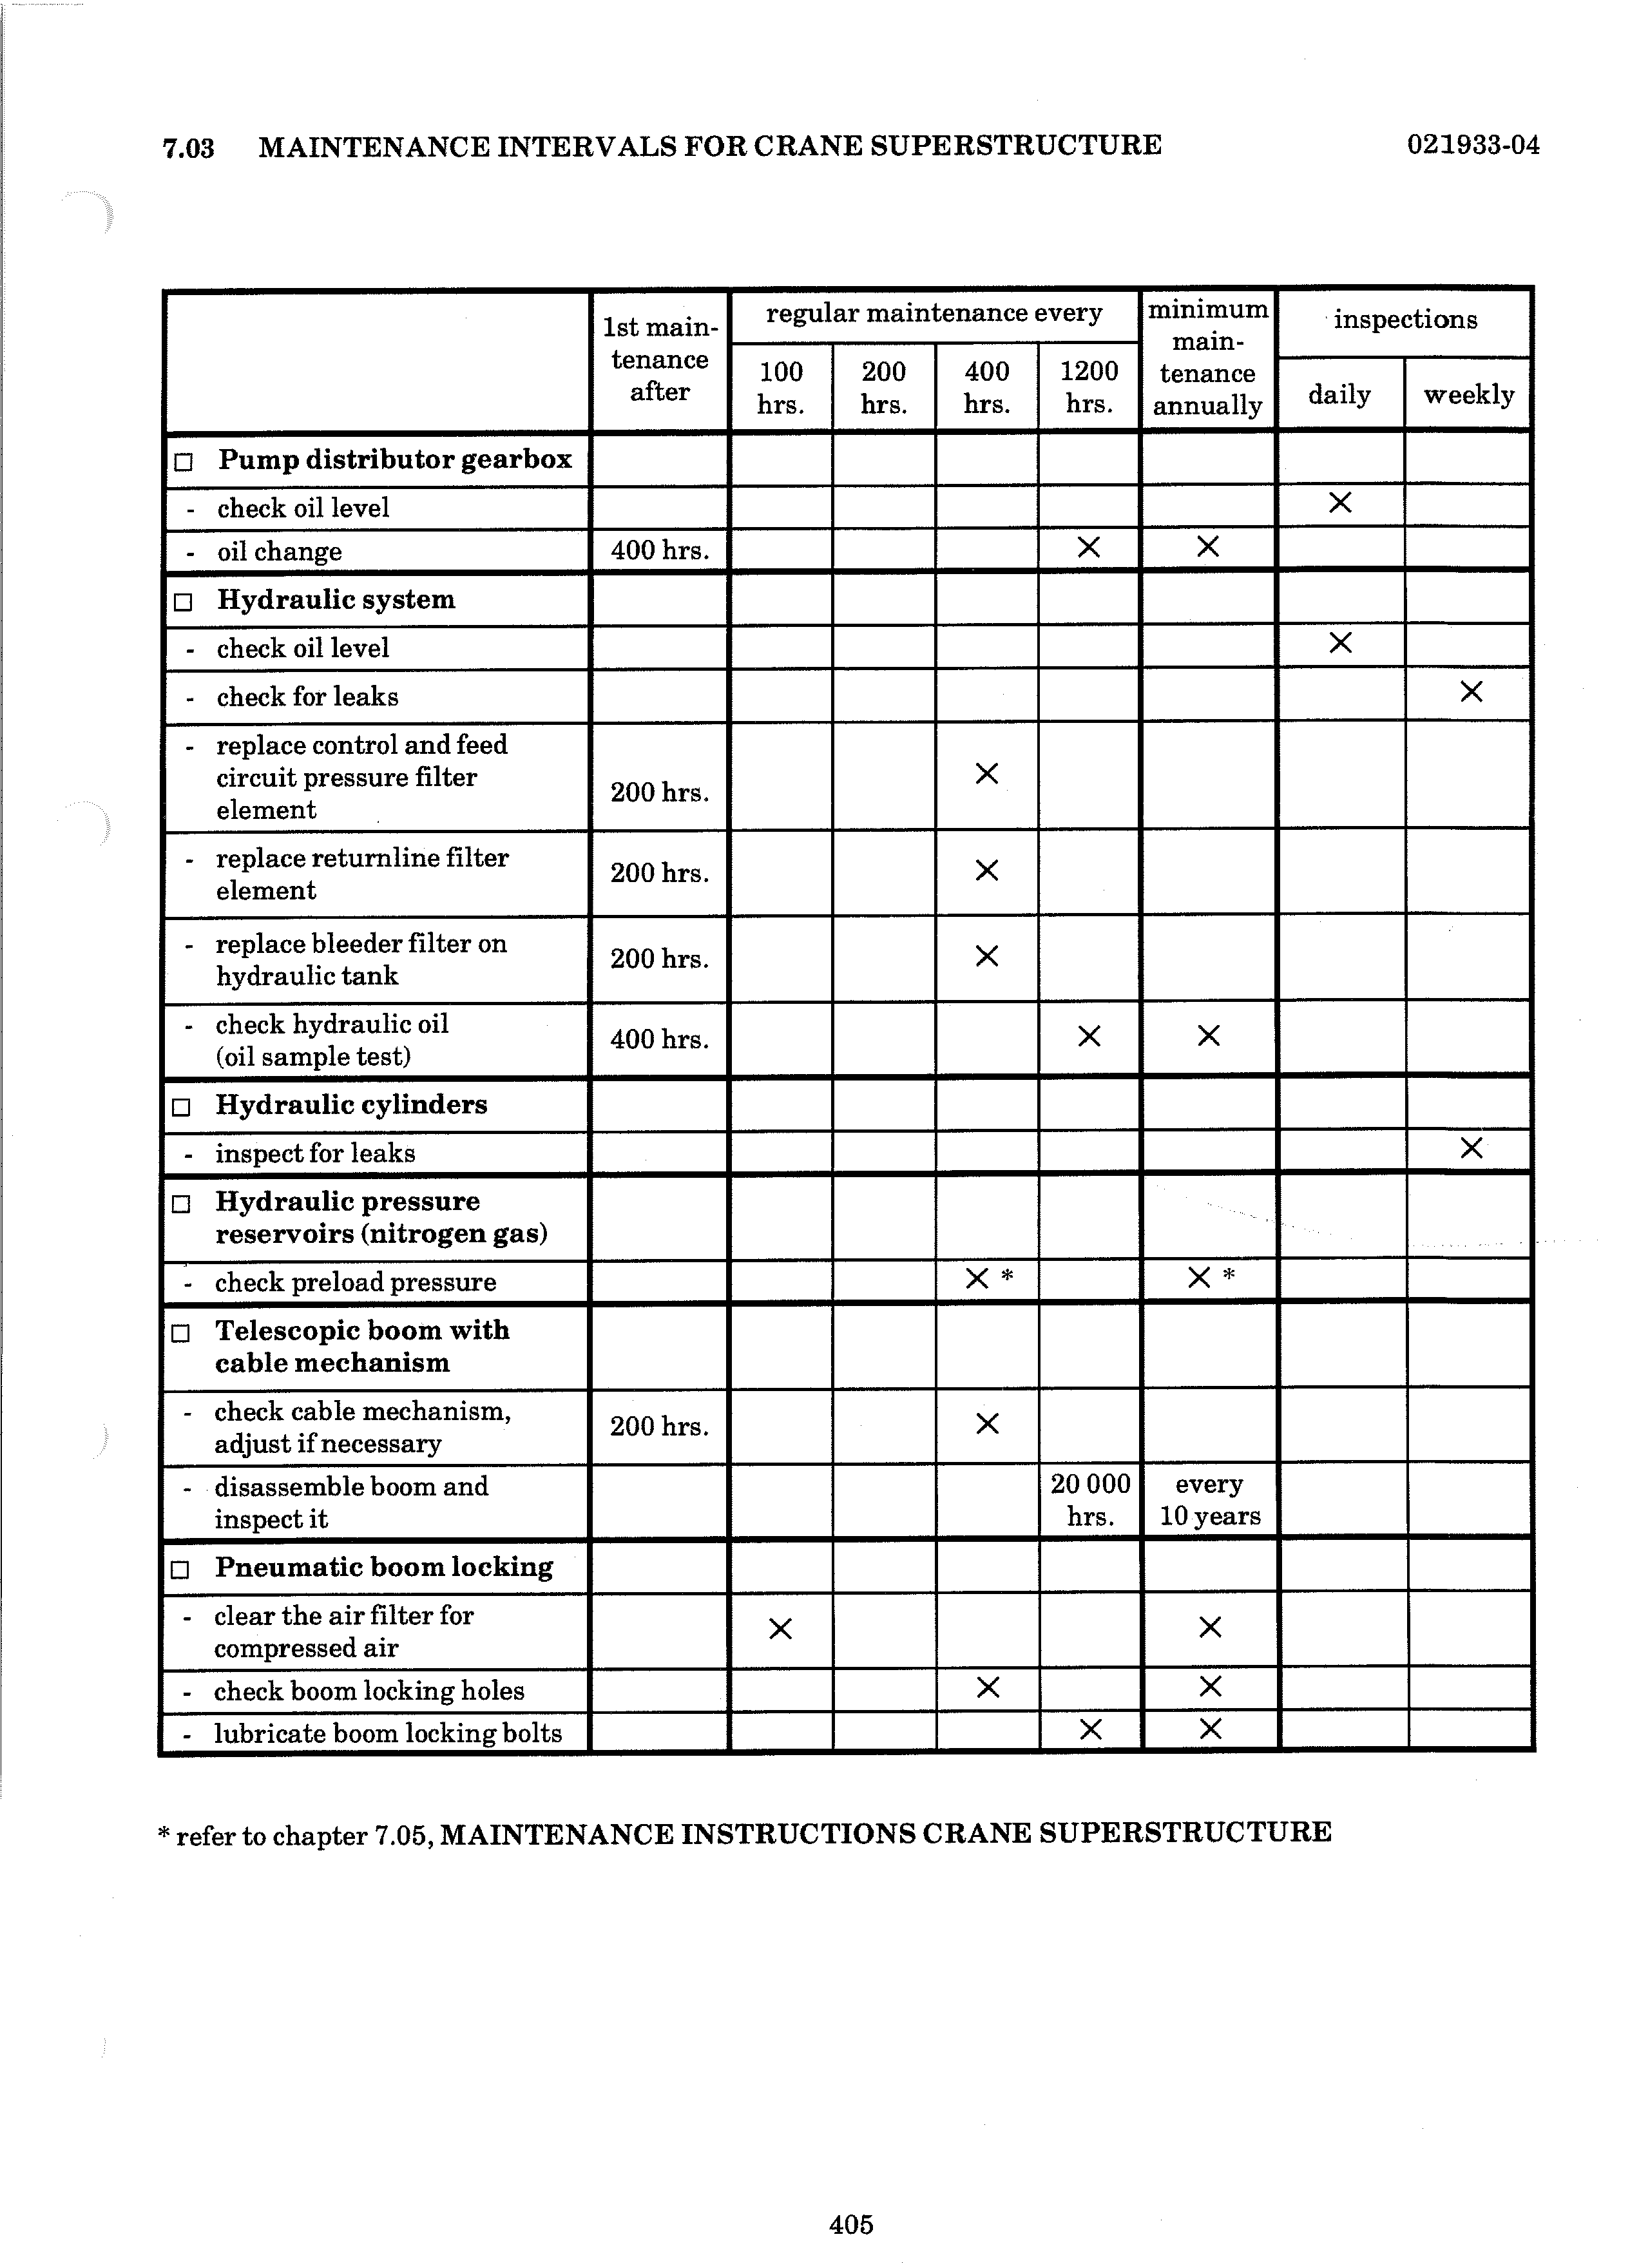 7.03 MAINTENANCE INTERVALS FOR CRANE SUPERSTRUCTURE 021933-04
1st main-
tenance
after
regular maintenance every
100
hrs.
200
hrs.
400
hrs.
1200
hrs.
minimum
main-
tenance
annually
inspections
daily
weekly
□ Pump distributor gearbox
- check oil level X
- oil change 400 hrs. X X
□ Hydraulic system
- check oil level X
- check for leaks X
- replace control and feed
circuit pressure filter
element
200 hrs. X
- replace returnline filter
element
200 hrs. X
- replace bleeder filter on
hydraulic tank
200 hrs. X
- check hydraulic oil
(oil sample test)
400 hrs. X X
□ Hydraulic cylinders
- inspect for leaks X
□ Hydraulic pressure
reservoirs (nitrogen gas)
- check preload pressure X * X *
□ Telescopic boom with
cable mechanism
- check cable mechanism,
adjust if necessary
200 hrs. X
- disassemble boom and
inspect it
20 000
hrs.
every
10 years
□ Pneumatic boom locking
- clear the air filter for
compressed air
X X
- check boom locking holes X X
- lubricate boom locking bolts X X
* refer to chapter 7.05, MAINTENANCE INSTRUCTIONS CRANE SUPERSTRUCTURE
405